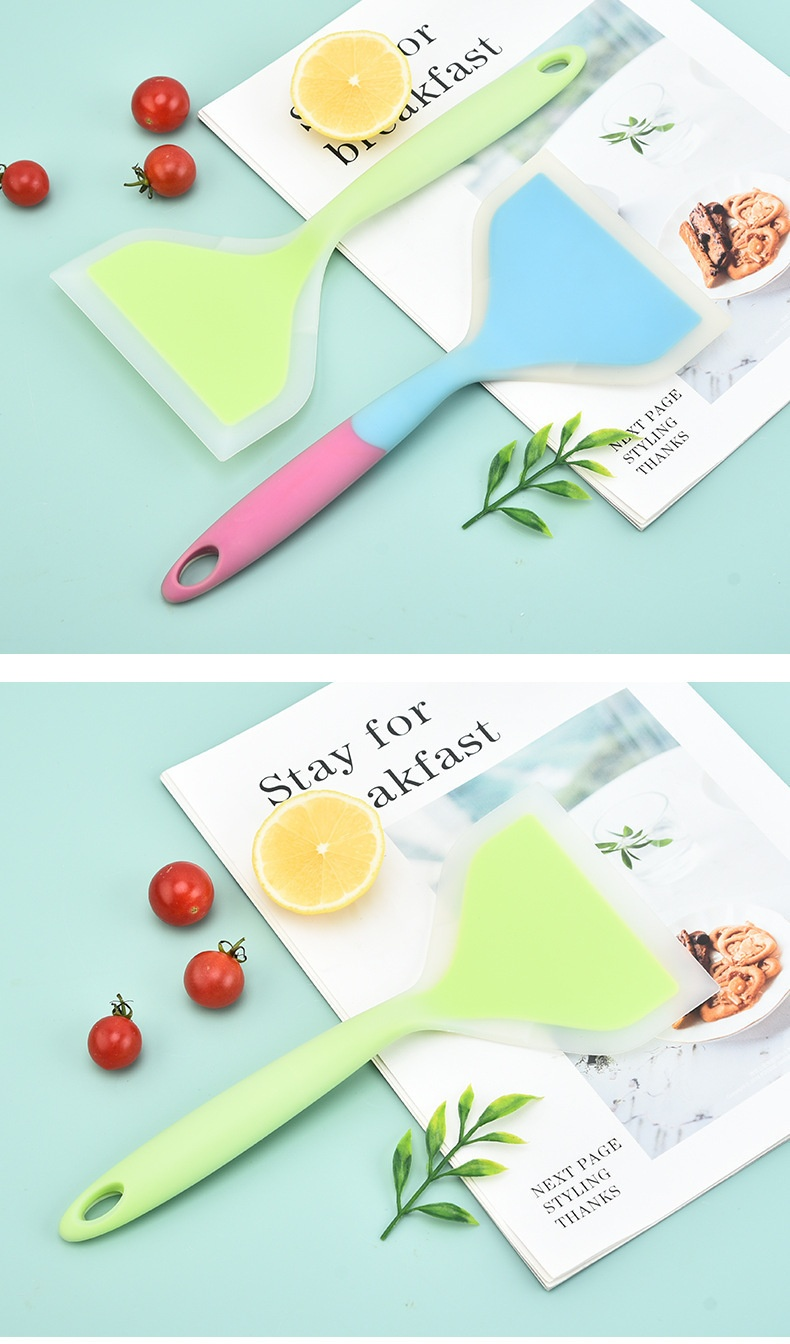 breakfast
NEXT PAGE
STYLING
THANKS
Stay for
akfast
NEXT PAGE
STYLING
THANKS